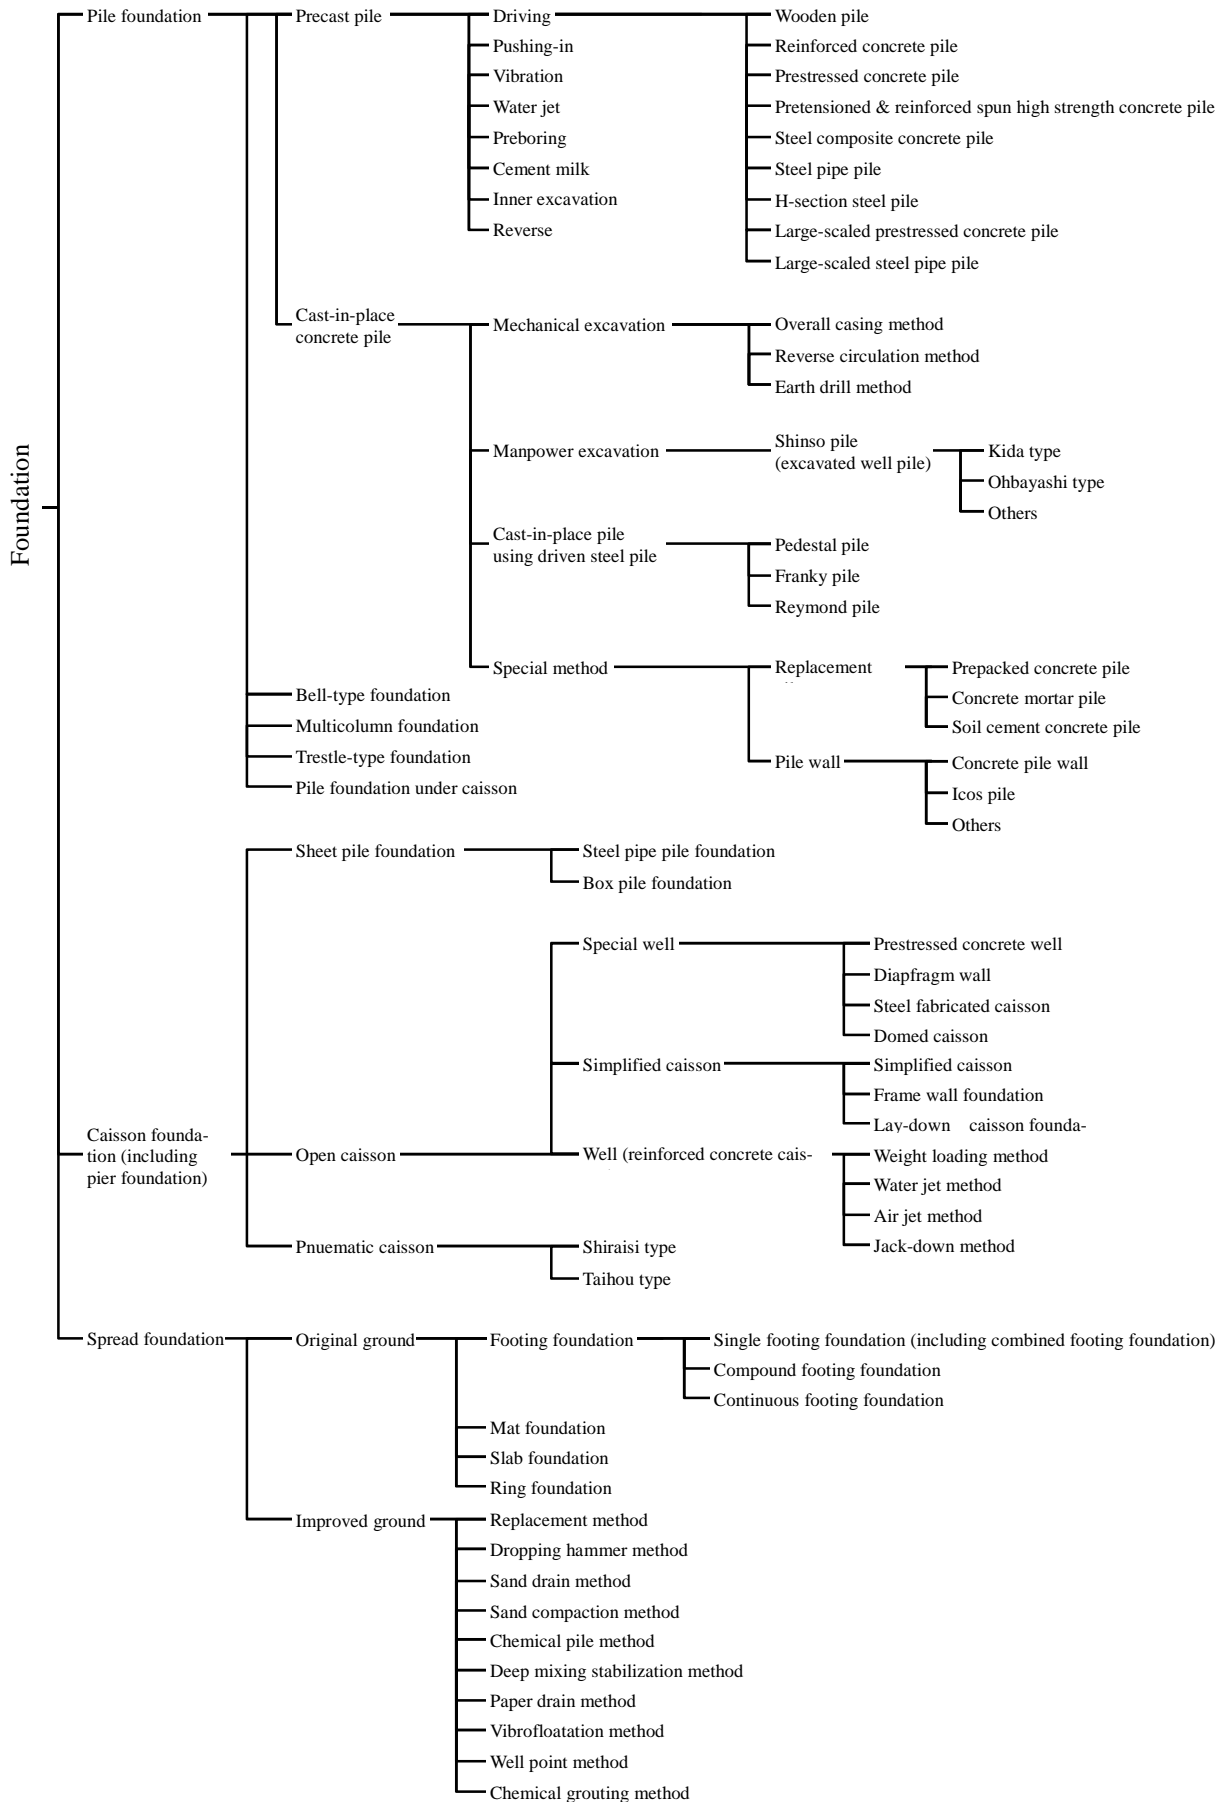 Foundation
Pile foundation
Precast pile
Driving
Wooden pile
Pushing-in
Reinforced concrete pile
Vibration
Prestressed concrete pile
Water jet
Pretensioned & reinforced spun high strength concrete pile
Preboring
Steel composite concrete pile
Cement milk
Steel pipe pile
Inner excavation
H-section steel pile
Reverse
Large-scaled prestressed concrete pile
Large-scaled steel pipe pile
Cast-in-place
concrete pile
Mechanical excavation
Overall casing method
Reverse circulation method
Earth drill method
Manpower excavation
Shinso pile
(excavated well pile)
Kida type
Ohbayashi type
Others
Cast-in-place pile
using driven steel pile
Pedestal pile
Franky pile
Reymond pile
Special method
Replacement
Prepacked concrete pile
Concrete mortar pile
Soil cement concrete pile
Pile wall
Concrete pile wall
Icos pile
Others
Bell-type foundation
Multicolumn foundation
Trestle-type foundation
Pile foundation under caisson
Caisson founda-
tion (including
pier foundation)
Sheet pile foundation
Steel pipe pile foundation
Box pile foundation
Open caisson
Special well
Prestressed concrete well
Diapfragm wall
Steel fabricated caisson
Domed caisson
Simplified caisson
Simplified caisson
Frame wall foundation
Lay-down caisson founda-
Well (reinforced concrete cais-
Weight loading method
Water jet method
Air jet method
Jack-down method
Pnuematic caisson
Shiraisi type
Taihou type
Spread foundation
Original ground
Footing foundation
Single footing foundation (including combined footing foundation)
Compound footing foundation
Continuous footing foundation
Mat foundation
Slab foundation
Ring foundation
Improved ground
Replacement method
Dropping hammer method
Sand drain method
Sand compaction method
Chemical pile method
Deep mixing stabilization method
Paper drain method
Vibrofloatation method
Well point method
Chemical grouting method